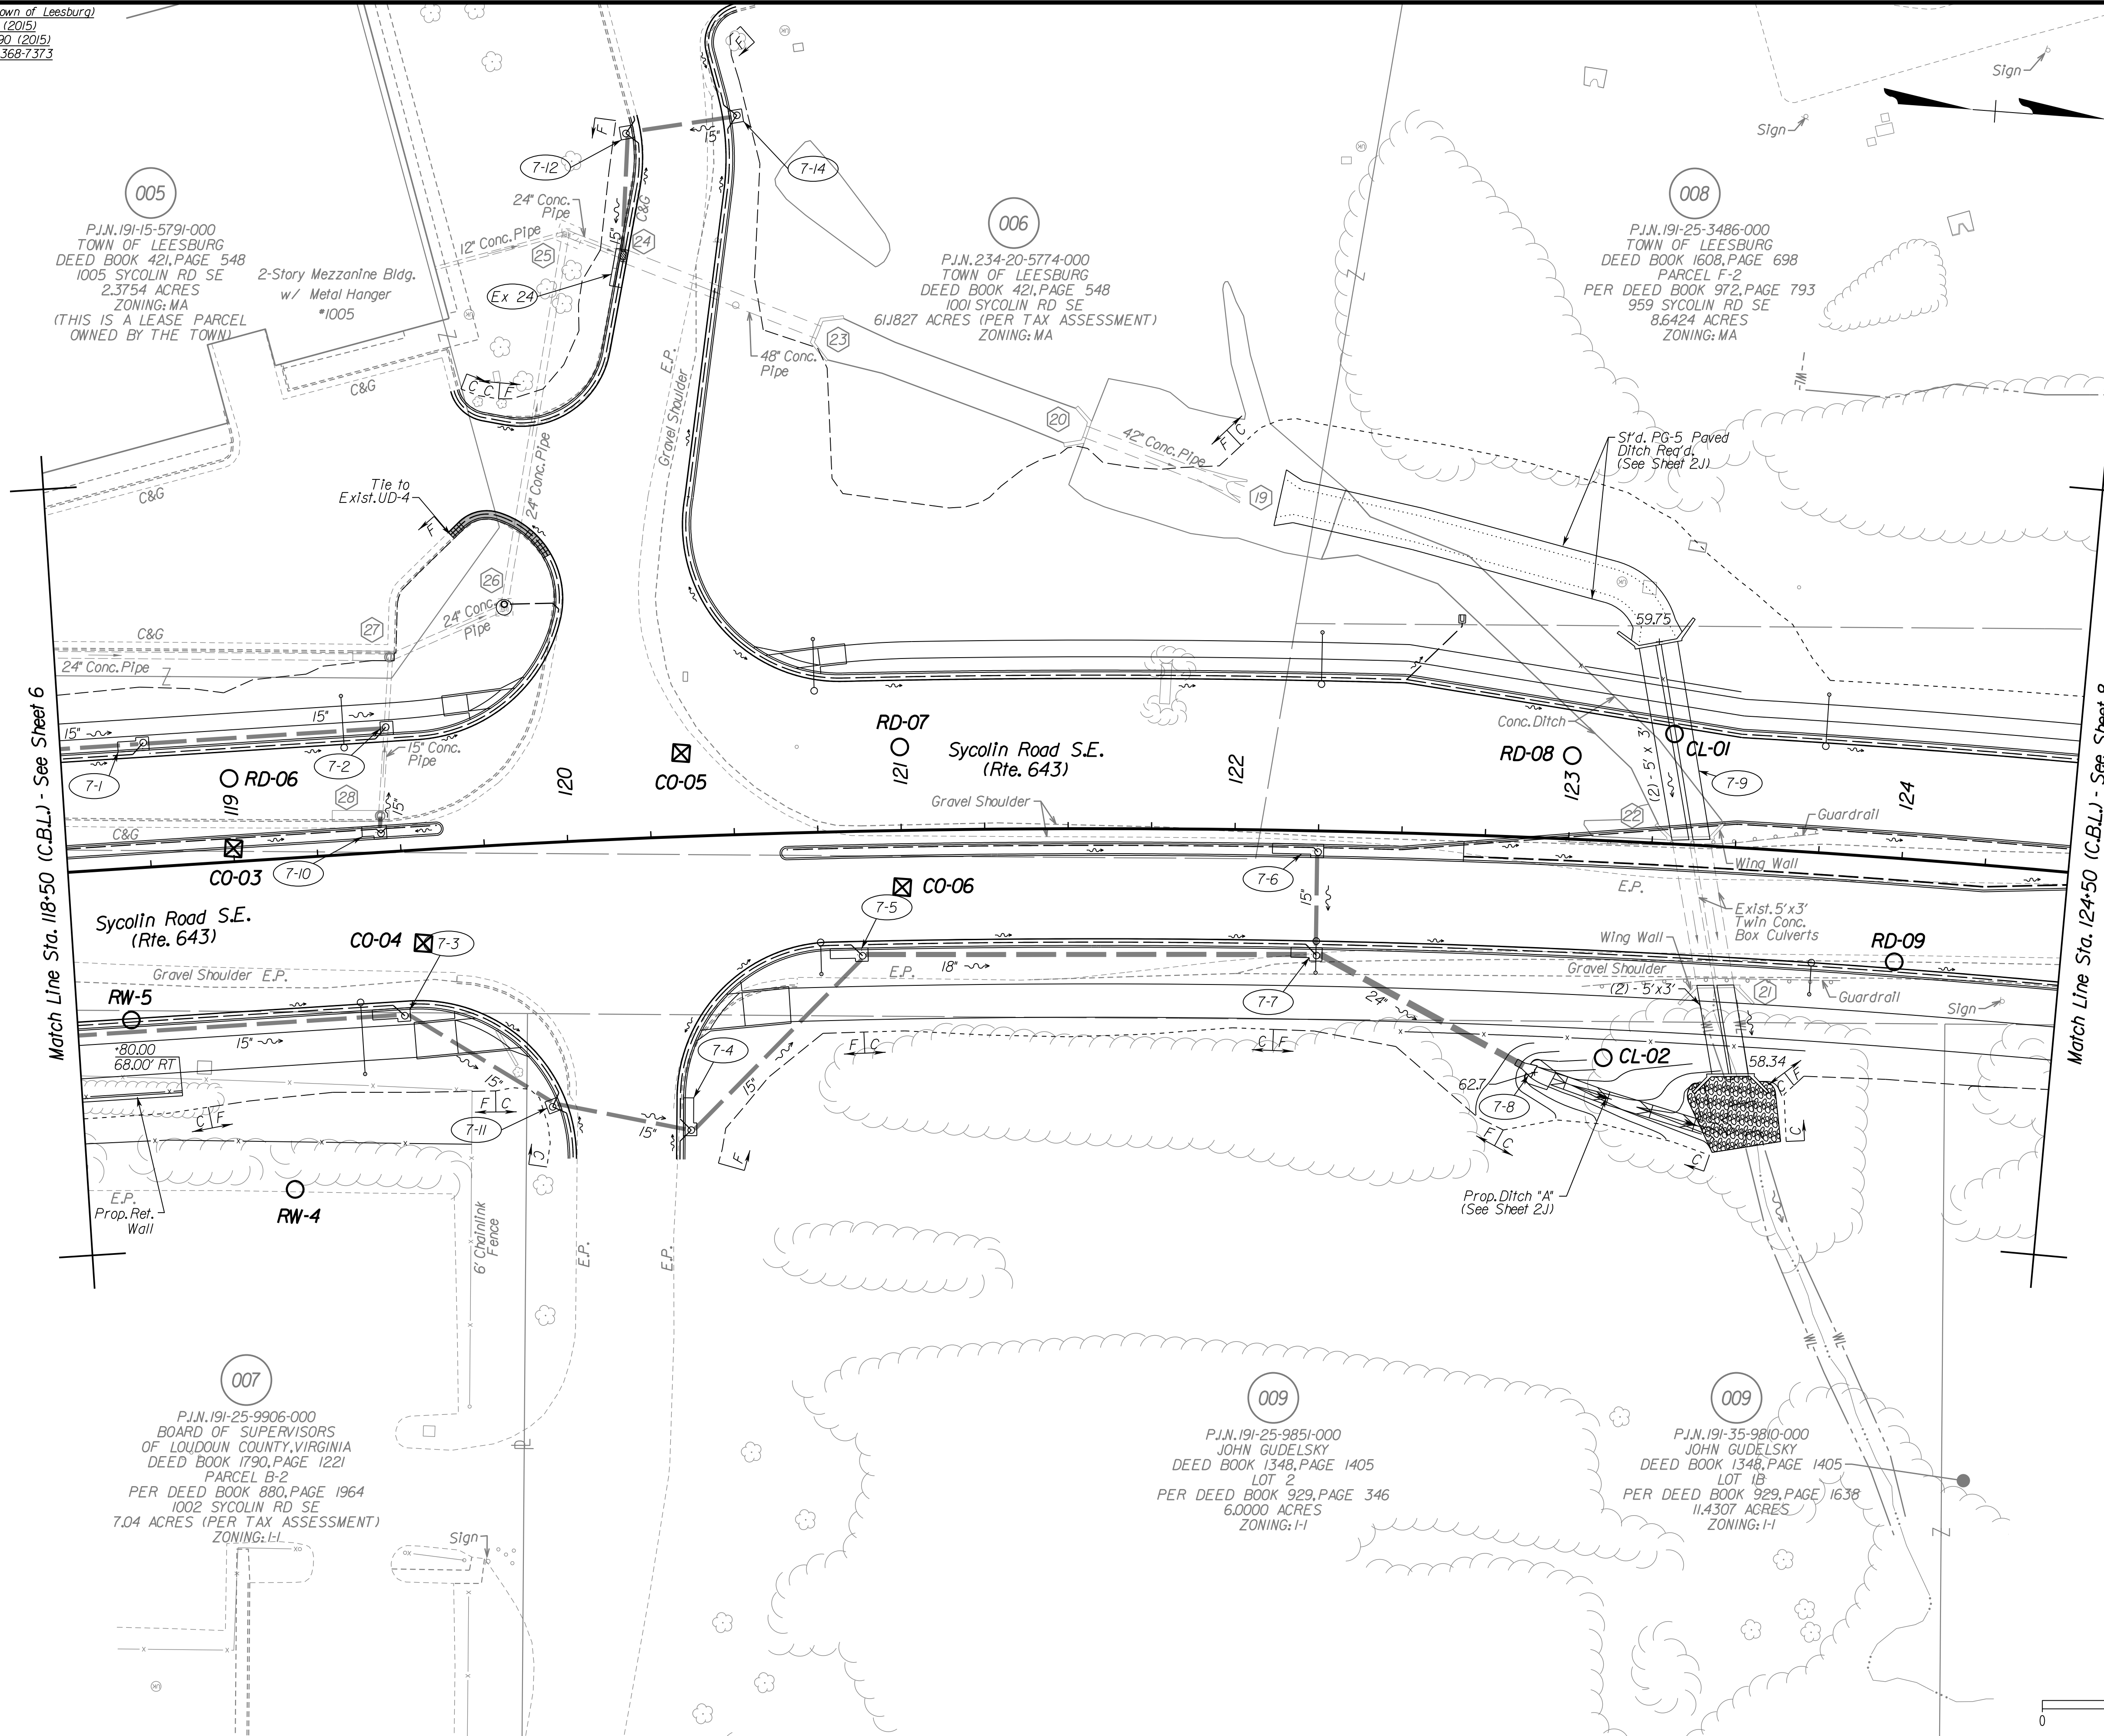 own of Leesburg)
(2015)
90 (2015)
368-7373
Sign
Sign
005
P.I.N. 191-15-5791-000
TOWN OF LEESBURG
DEED BOOK 421, PAGE 548
1005 SYCOLIN RD SE
2.3754 ACRES
ZONING: MA
(THIS IS A LEASE PARCEL
OWNED BY THE TOWN)
2-Story Mezzanine Bldg.
w/ Metal Hanger
#1005
006
P.I.N. 234-20-5774-000
TOWN OF LEESBURG
DEED BOOK 421, PAGE 548
1001 SYCOLIN RD SE
61.1827 ACRES (PER TAX ASSESSMENT)
ZONING: MA
008
P.I.N. 191-25-3486-000
TOWN OF LEESBURG
DEED BOOK 1608, PAGE 698
PARCEL F-2
PER DEED BOOK 972, PAGE 793
959 SYCOLIN RD SE
8.6424 ACRES
ZONING: MA
F
F
15"
7-12
7-14
24" Conc.
Pipe
12" Conc. Pipe
15"
C&G
25
24
Ex 24
23
48" Conc.
Pipe
E.P.
Gravel Shoulder
C C F
C&G
20
42" Conc. Pipe
F C
19
WL
St'd. PG-5 Paved
Ditch Req'd.
(See Sheet 2J)
C&G
Tie to
Exist. UD-4
F
24" Conc. Pipe
26
24" Conc.
Pipe
27
C&G
24" Conc. Pipe
59.75
15"
15"
15" Conc.
Pipe
7-1
7-2
RD-06
119
28
15"
C&G
CO-03
7-10
120
CO-05
RD-07
121
Sycolin Road S.E.
(Rte. 643)
122
Conc. Ditch
RD-08
123
(2) - 5' x 3'
CL-01
7-9
124
Gravel Shoulder
22
Guardrail
Wing Wall
Match Line Sta. 118+50 (C.B.L.) - See Sheet 6
Match Line Sta. 124+50 (C.B.L.) - See Sheet 8
Sycolin Road S.E.
(Rte. 643)
CO-04
7-3
CO-06
7-5
7-6
15"
E.P.
Exist. 5'x3'
Twin Conc.
Box Culverts
Wing Wall
RD-09
Gravel Shoulder E.P.
18"
E.P.
Gravel Shoulder
(2) - 5'x3'
21
Guardrail
Sign
7-7
24"
RW-5
15"
+80.00
68.00' RT
C F
F C
7-11
15"
15"
C
7-4
15"
F
F C
C F
WL
WL
CL-02
62.7
7-8
58.34
C F
F C
C
C
Prop. Ditch "A"
(See Sheet 2J)
E.P.
Prop. Ret.
Wall
RW-4
6' Chainlink
Fence
E.P.
E.P.
WL
WL
007
P.I.N. 191-25-9906-000
BOARD OF SUPERVISORS
OF LOUDOUN COUNTY, VIRGINIA
DEED BOOK 1790, PAGE 1221
PARCEL B-2
PER DEED BOOK 880, PAGE 1964
1002 SYCOLIN RD SE
7.04 ACRES (PER TAX ASSESSMENT)
ZONING: I-1
Sign
009
P.I.N. 191-25-9851-000
JOHN GUDELSKY
DEED BOOK 1348, PAGE 1405
LOT 2
PER DEED BOOK 929, PAGE 346
6.0000 ACRES
ZONING: I-1
009
P.I.N. 191-35-9810-000
JOHN GUDELSKY
DEED BOOK 1348, PAGE 1405
LOT 1B
PER DEED BOOK 929, PAGE 1638
11.4307 ACRES
ZONING: I-1
0